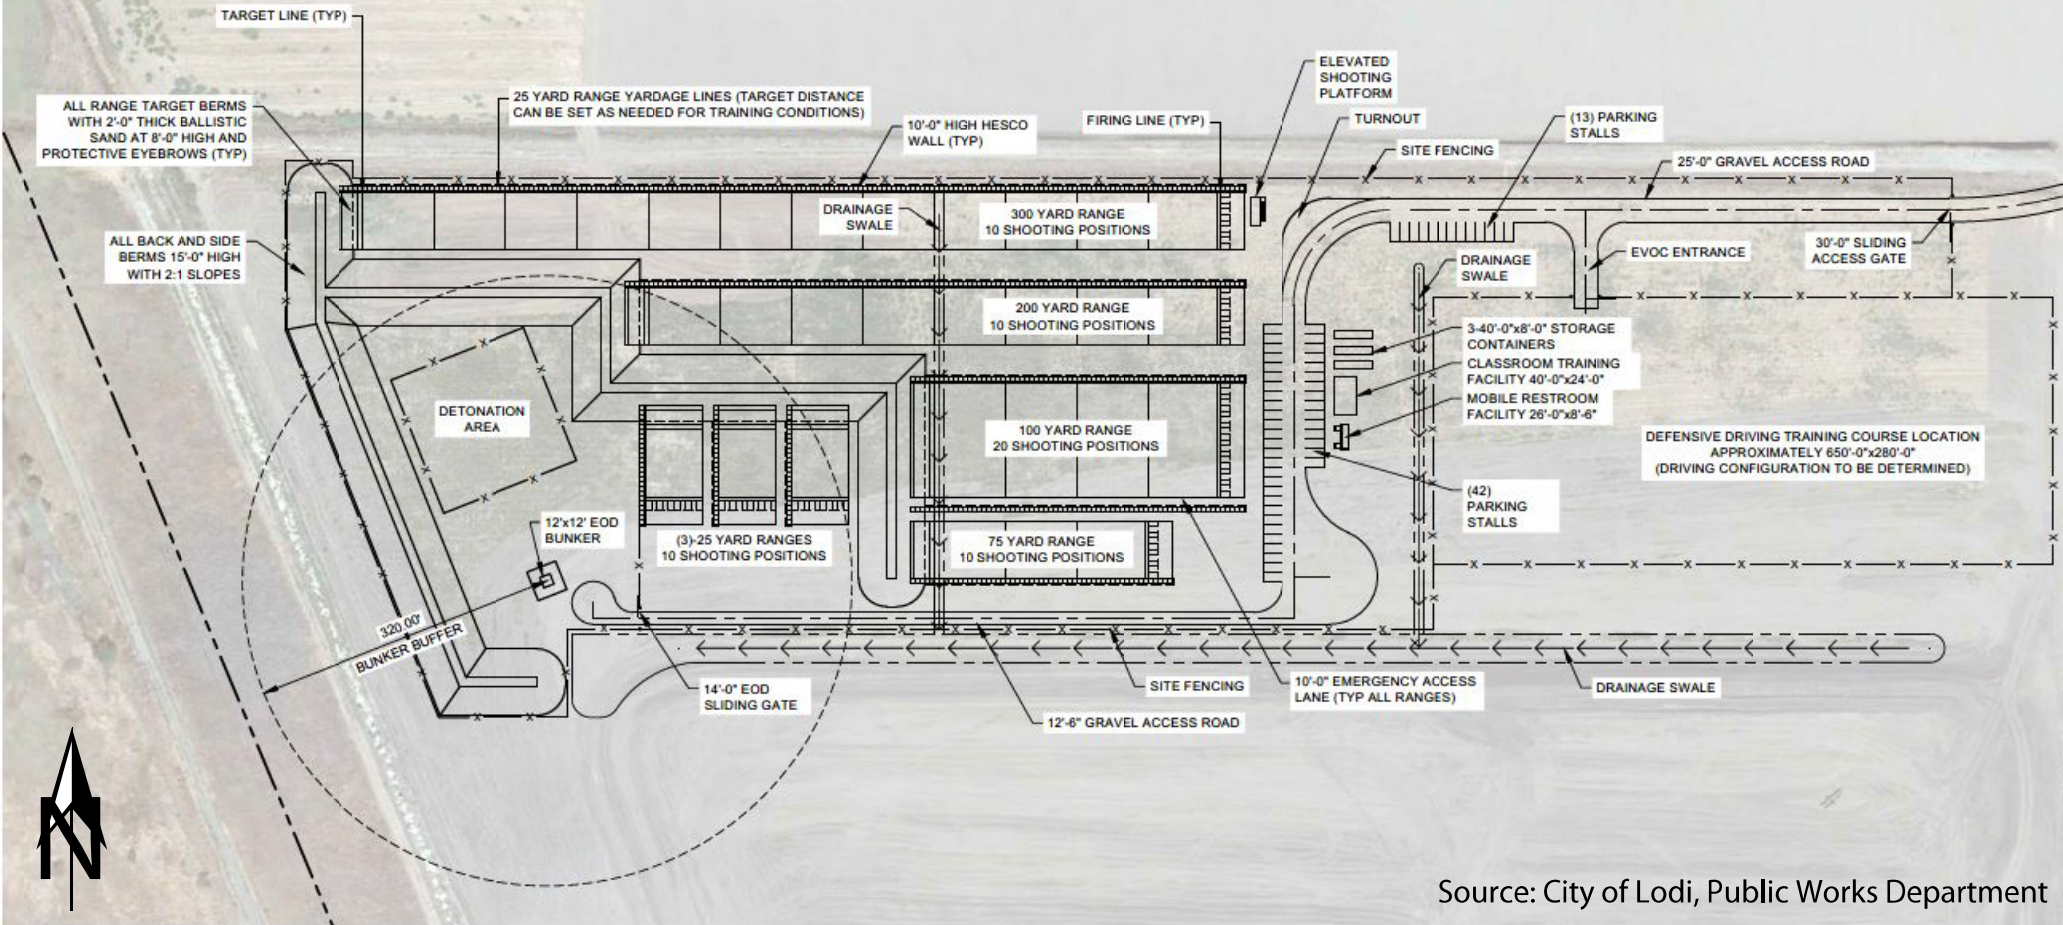 TARGET LINE (TYP)
ALL RANGE TARGET BERMS
WITH 2'-0" THICK BALLISTIC
SAND AT 8'-0" HIGH AND
PROTECTIVE EYEBROWS (TYP)
25 YARD RANGE YARDAGE LINES (TARGET DISTANCE
CAN BE SET AS NEEDED FOR TRAINING CONDITIONS)
10'-0" HIGH HESCO
WALL (TYP)
FIRING LINE (TYP)
ELEVATED
SHOOTING
PLATFORM
TURNOUT
(13) PARKING
STALLS
SITE FENCING
25'-0" GRAVEL ACCESS ROAD
DRAINAGE
SWALE
300 YARD RANGE
10 SHOOTING POSITIONS
ALL BACK AND SIDE
BERMS 15'-0" HIGH
WITH 2:1 SLOPES
DRAINAGE
SWALE
EVOC ENTRANCE
30'-0" SLIDING
ACCESS GATE
200 YARD RANGE
10 SHOOTING POSITIONS
3-40'-0"x8'-0" STORAGE
CONTAINERS
CLASSROOM TRAINING
FACILITY 40'-0"x24'-0"
MOBILE RESTROOM
FACILITY 26'-0"x8'-6"
DETONATION
AREA
100 YARD RANGE
20 SHOOTING POSITIONS
DEFENSIVE DRIVING TRAINING COURSE LOCATION
APPROXIMATELY 650'-0"x280'-0"
(DRIVING CONFIGURATION TO BE DETERMINED)
(42)
PARKING
STALLS
12'x12' EOD
BUNKER
(3)-25 YARD RANGES
10 SHOOTING POSITIONS
75 YARD RANGE
10 SHOOTING POSITIONS
320.00'
BUNKER BUFFER
14'-0" EOD
SLIDING GATE
SITE FENCING
12'-6" GRAVEL ACCESS ROAD
10'-0" EMERGENCY ACCESS
LANE (TYP ALL RANGES)
DRAINAGE SWALE
N
Source: City of Lodi, Public Works Department